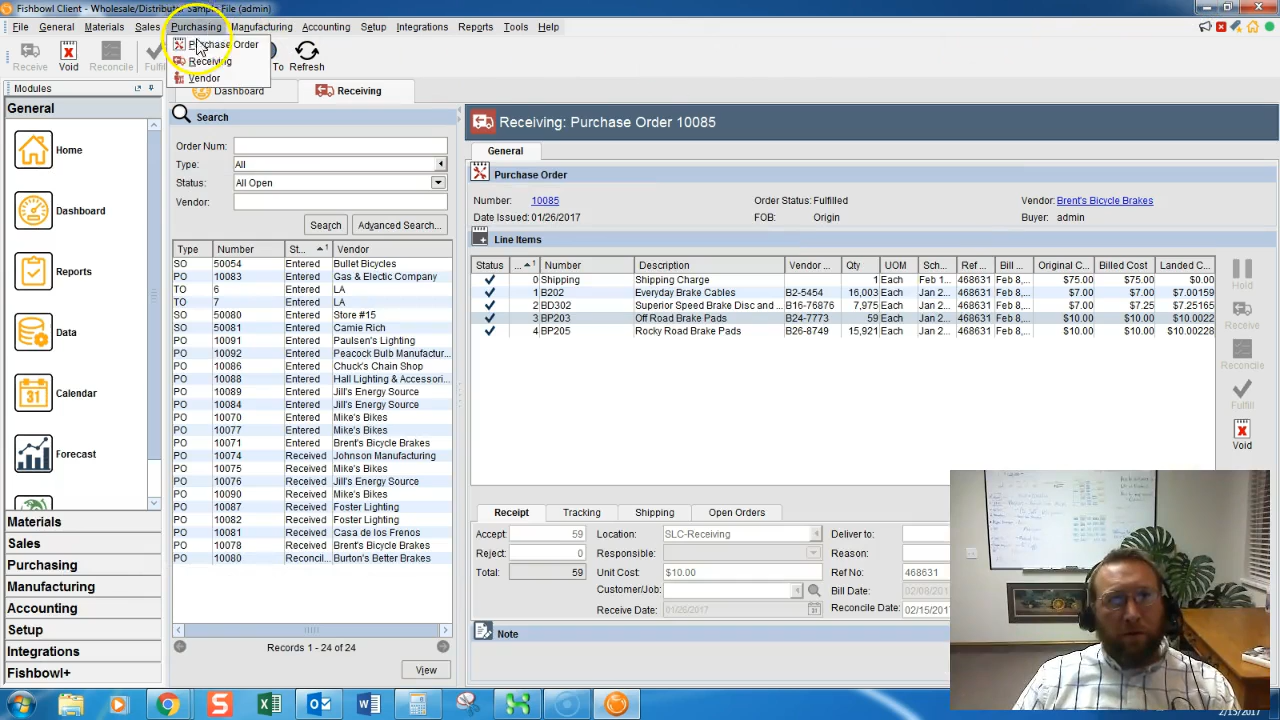 Fishbowl Client - Wholesale/Distributor Sample File (admin)
File General Materials Sales Purchasing Manufacturing Accounting Setup Integrations Reports Tools Help
Receive Void Reconcile To Refresh
Purchase Order
Receiving
Vendor
Modules
Dashboard Receiving
General
Home
Dashboard
Reports
Data
Calendar
Forecast
Materials
Sales
Purchasing
Manufacturing
Accounting
Setup
Integrations
Fishbowl+
Search
Order Num:
Type: All
Status: All Open
Vendor:
Search Advanced Search...
Type Number St... 1 Vendor
SO 50054 Entered Bullet Bicycles
PO 10083 Entered Gas & Electic Company
TO 6 Entered LA
TO 7 Entered LA
SO 50080 Entered Store #15
SO 50081 Entered Camie Rich
PO 10091 Entered Paulsen's Lighting
PO 10092 Entered Peacock Bulb Manufactur...
PO 10086 Entered Chuck's Chain Shop
PO 10088 Entered Hall Lighting & Accessori...
PO 10089 Entered Jill's Energy Source
PO 10084 Entered Jill's Energy Source
PO 10070 Entered Mike's Bikes
PO 10077 Entered Mike's Bikes
PO 10071 Entered Brent's Bicycle Brakes
PO 10074 Received Johnson Manufacturing
PO 10075 Received Mike's Bikes
PO 10076 Received Jill's Energy Source
PO 10090 Received Mike's Bikes
PO 10087 Received Foster Lighting
PO 10082 Received Foster Lighting
PO 10081 Received Casa de los Frenos
PO 10078 Received Brent's Bicycle Brakes
PO 10080 Reconcil... Burton's Better Brakes
Records 1 - 24 of 24
View
Receiving: Purchase Order 10085
General
Purchase Order
Number: 10085 Order Status: Fulfilled Vendor: Brent's Bicycle Brakes
Date Issued: 01/26/2017 FOB: Origin Buyer: admin
Line Items
Status ... 1 Number Description Vendor ... Qty UOM Sch... Ref ... Bill ... Original C... Billed Cost Landed C...
0 Shipping Shipping Charge 1 Each Feb 1... 468631 Feb 8,... $75.00 $75.00 $0.00
1 B202 Everyday Brake Cables B2-5454 16,003 Each Jan 2... 468631 Feb 8,... $7.00 $7.00 $7.00159
2 BD302 Superior Speed Brake Disc and ... B16-76876 7,975 Each Jan 2... 468631 Feb 8,... $7.00 $7.25 $7.25165
3 BP203 Off Road Brake Pads B24-7773 59 Each Jan 2... 468631 Feb 8,... $10.00 $10.00 $10.0022
4 BP205 Rocky Road Brake Pads B26-8749 15,921 Each Jan 2... 468631 Feb 8,... $10.00 $10.00 $10.00228
Hold
Receive
Reconcile
Fulfill
Void
Receipt Tracking Shipping Open Orders
Accept: 59 Location: SLC-Receiving Deliver to:
Reject: 0 Responsible: Reason:
Total: 59 Unit Cost: $10.00 Ref No: 468631
Customer/Job: Bill Date: 02/08/2017
Receive Date: 01/26/2017 Reconcile Date: 02/15/2017
Note
2/15/2017